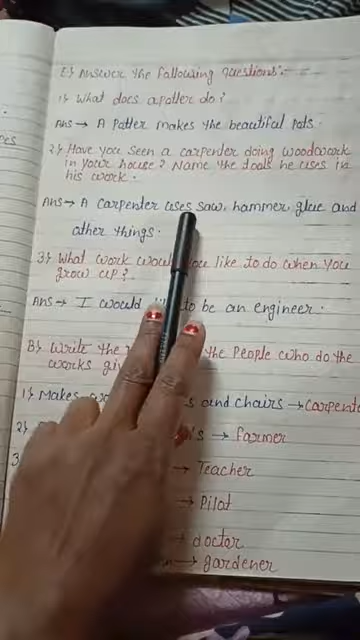 E) Answer the following questions:-
1) What does a potter do?
Ans → A Potter makes the beautiful Pots.
2) Have you seen a carpenter doing woodwork
in your house? Name the tools he uses in
his work.
Ans → A carpenter uses saw, hammer, glue and
other things.
3) What work would you like to do when you
grow up?
Ans → I would to be an engineer.
B) Write the the People who do the
works
1) Makes and chairs → Carpente
2) → farmer
3 → Teacher
→ Pilot
→ doctor
→ gardener